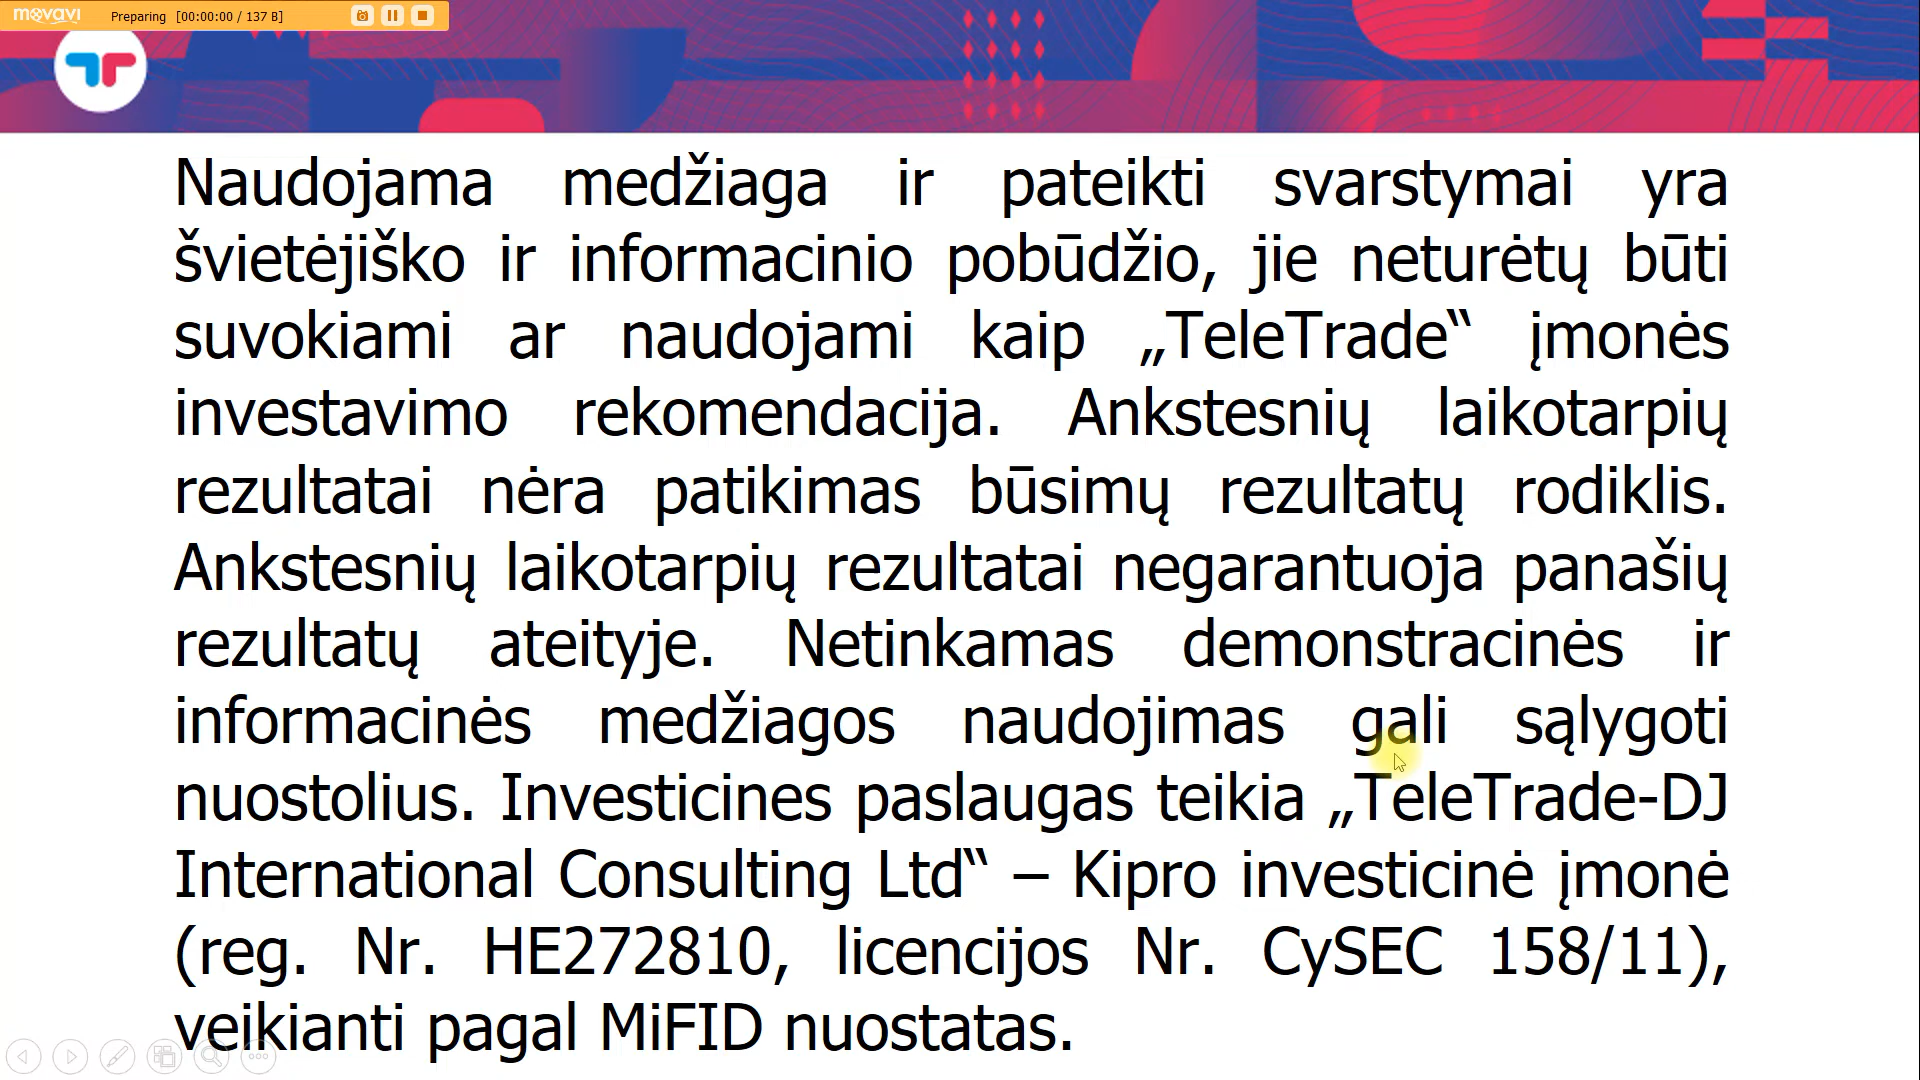 movavi Preparing [00:00:00 / 137 B]
Naudojama medžiaga ir pateikti svarstymai yra
švietėjiško ir informacinio pobūdžio, jie neturėtų būti
suvokiami ar naudojami kaip „TeleTrade“ įmonės
investavimo rekomendacija. Ankstesnių laikotarpių
rezultatai nėra patikimas būsimų rezultatų rodiklis.
Ankstesnių laikotarpių rezultatai negarantuoja panašių
rezultatų ateityje. Netinkamas demonstracinės ir
informacinės medžiagos naudojimas gali sąlygoti
nuostolius. Investicines paslaugas teikia „TeleTrade-DJ
International Consulting Ltd“ – Kipro investicinė įmonė
(reg. Nr. HE272810, licencijos Nr. CySEC 158/11),
veikianti pagal MiFID nuostatas.